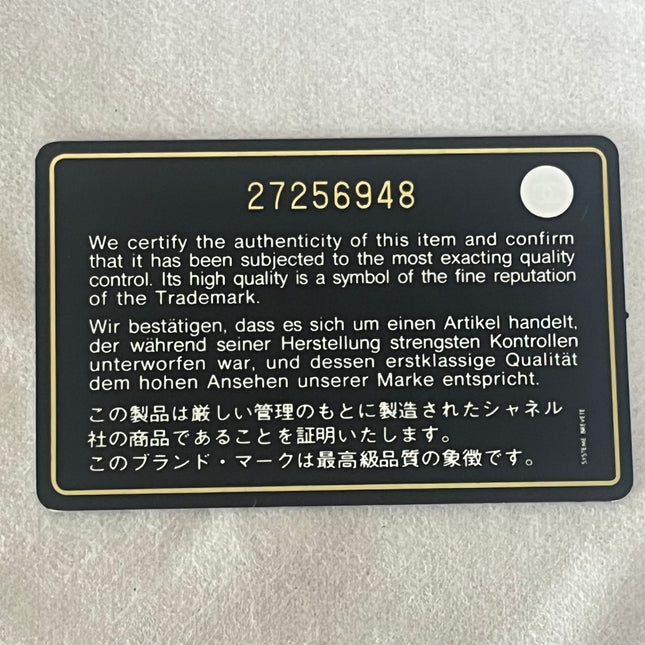 27256948
We certify the authenticity of this item and confirm
that it has been subjected to the most exacting quality
control. Its high quality is a symbol of the fine reputation
of the Trademark.
Wir bestätigen, dass es sich um einen Artikel handelt,
der während seiner Herstellung strengsten Kontrollen
unterworfen war, und dessen erstklassige Qualität
dem hohen Ansehen unserer Marke entspricht.
この製品は厳しい管理のもとに製造されたシャネル
社の商品であることを証明いたします。
このブランド・マークは最高級品質の象徴です。
SYSTEME BREVETE